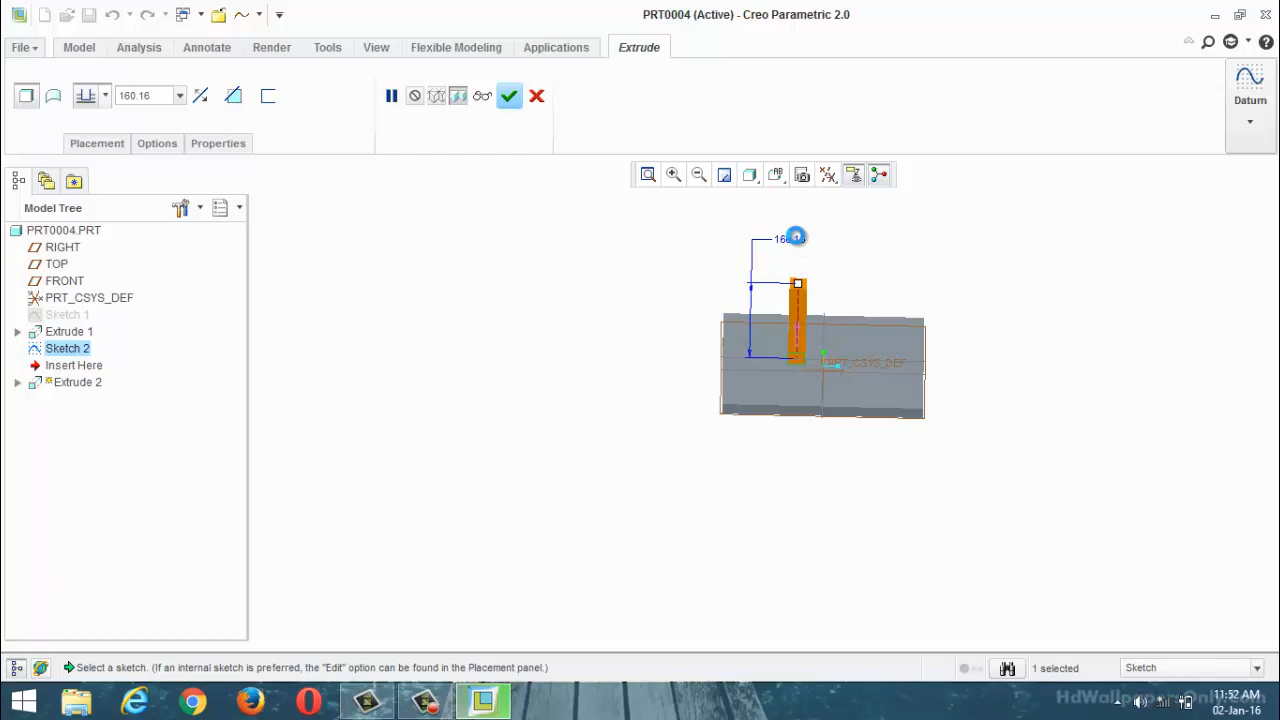 PRT0004 (Active) - Creo Parametric 2.0
File Model Analysis Annotate Render Tools View Flexible Modeling Applications Extrude
160.16
Datum
Placement Options Properties
Model Tree
PRT0004.PRT
RIGHT
TOP
FRONT
PRT_CSYS_DEF
Sketch 1
Extrude 1
Sketch 2
Insert Here
Extrude 2
PRT_CSYS_DEF
Select a sketch. (If an internal sketch is preferred, the "Edit" option can be found in the Placement panel.)
1 selected
Sketch
HdWallpapersOnly.com
11:52 AM
02-Jan-16